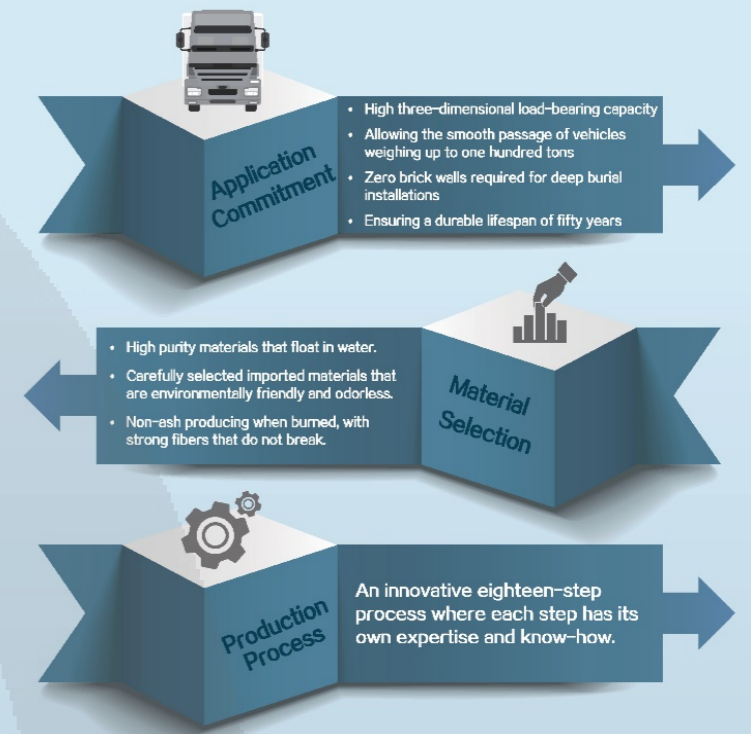 Application
Commitment
• High three-dimensional load-bearing capacity
• Allowing the smooth passage of vehicles
weighing up to one hundred tons
• Zero brick walls required for deep burial
installations
• Ensuring a durable lifespan of fifty years
• High purity materials that float in water.
• Carefully selected imported materials that
are environmentally friendly and odorless.
• Non-ash producing when burned, with
strong fibers that do not break.
Material
Selection
Production
Process
An innovative eighteen-step
process where each step has its
own expertise and know-how.